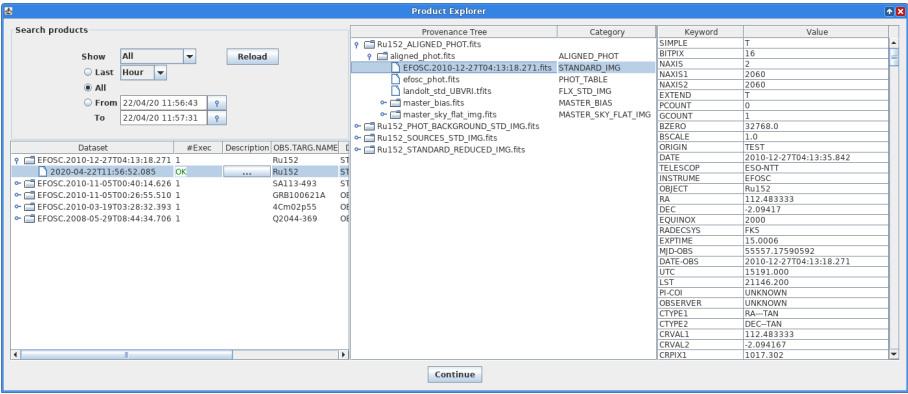 Product Explorer
Search products
Show All Reload
Last Hour
All
From 22/04/20 11:56:43
To 22/04/20 11:57:31
Dataset #Exec Description OBS.TARG.NAME D
EFOSC.2010-12-27T04:13:18.271 1 Ru152 ST
2020-04-22T11:56:52.085 OK ... Ru152 ST
EFOSC.2010-11-05T00:40:14.626 1 SA113-493 ST
EFOSC.2010-11-05T00:26:55.510 1 GRB100621A OB
EFOSC.2010-03-19T03:28:32.393 1 4Cm02p55 OB
EFOSC.2008-05-29T08:44:34.706 1 Q2044-369 OB
Provenance Tree Category
Ru152_ALIGNED_PHOT.fits
aligned_phot.fits ALIGNED_PHOT
EFOSC.2010-12-27T04:13:18.271.fits STANDARD_IMG
efosc_phot.fits PHOT_TABLE
landolt_std_UBVRI.tfits FLX_STD_IMG
master_bias.fits MASTER_BIAS
master_sky_flat_img.fits MASTER_SKY_FLAT_IMG
Ru152_PHOT_BACKGROUND_STD_IMG.fits
Ru152_SOURCES_STD_IMG.fits
Ru152_STANDARD_REDUCED_IMG.fits
Keyword Value
SIMPLE T
BITPIX 16
NAXIS 2
NAXIS1 2060
NAXIS2 2060
EXTEND T
PCOUNT 0
GCOUNT 1
BZERO 32768.0
BSCALE 1.0
ORIGIN TEST
DATE 2010-12-27T04:13:35.842
TELESCOP ESO-NTT
INSTRUME EFOSC
OBJECT Ru152
RA 112.483333
DEC -2.09417
EQUINOX 2000
RADECSYS FK5
EXPTIME 15.0006
MJD-OBS 55557.17590592
DATE-OBS 2010-12-27T04:13:18.271
UTC 15191.000
LST 21146.200
PI-COI UNKNOWN
OBSERVER UNKNOWN
CTYPE1 RA---TAN
CTYPE2 DEC--TAN
CRVAL1 112.483333
CRVAL2 -2.094167
CRPIX1 1017.302
Continue